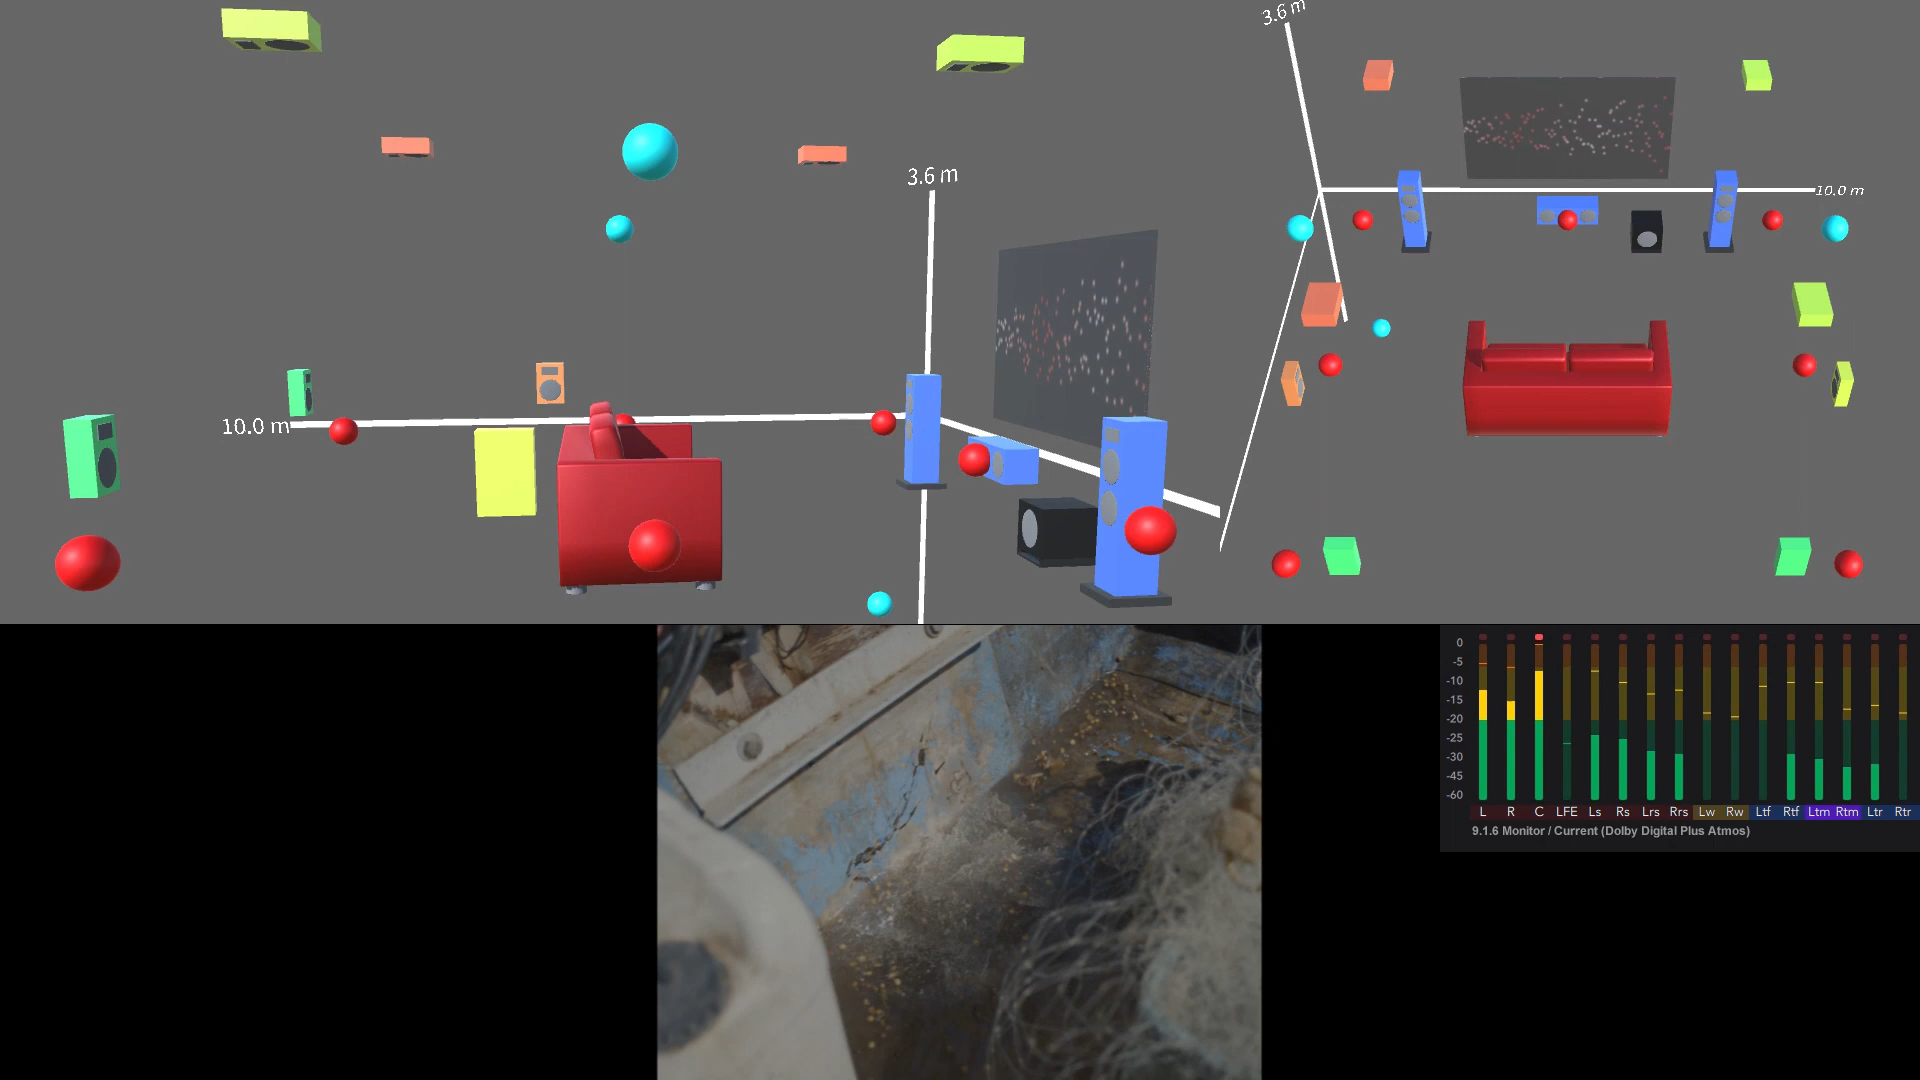 3.6 m
3.6 m
10.0 m
10.0 m
0
-5
-10
-15
-20
-25
-30
-45
-60
L R C LFE Ls Rs Lrs Rrs Lw Rw Ltf Rtf Ltm Rtm Ltr Rtr
9.1.6 Monitor / Current (Dolby Digital Plus Atmos)